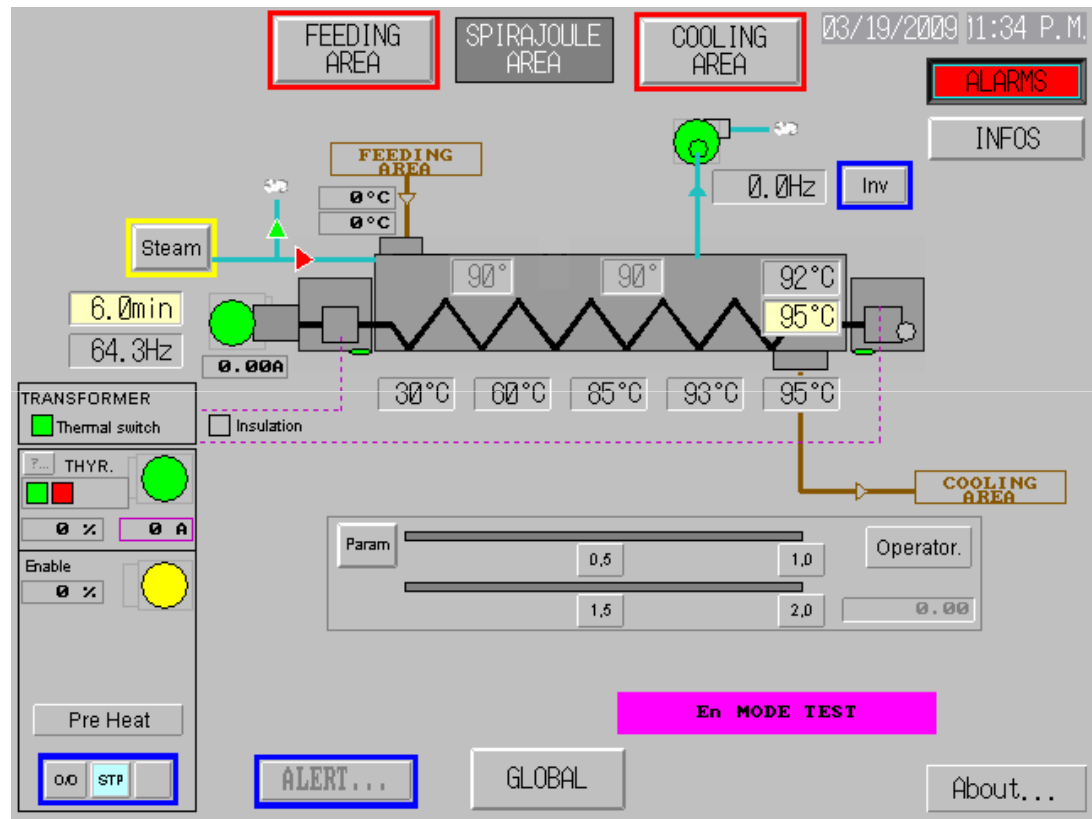 FEEDING
AREA
SPIRAJOULE
AREA
COOLING
AREA
03/19/2009
01:34 P.M.
ALARMS
INFOS
FEEDING
AREA
0°C
0°C
0.0Hz
Inv
Steam
90°
90°
92°C
95°C
6.0min
64.3Hz
0.00A
30°C
60°C
85°C
93°C
95°C
TRANSFORMER
Thermal switch
Insulation
?... THYR.
0 %
0 A
COOLING
AREA
Enable
0 %
Param
0,5
1,0
Operator.
1,5
2,0
0.00
Pre Heat
En MODE TEST
O/O
STP
ALERT...
GLOBAL
About...